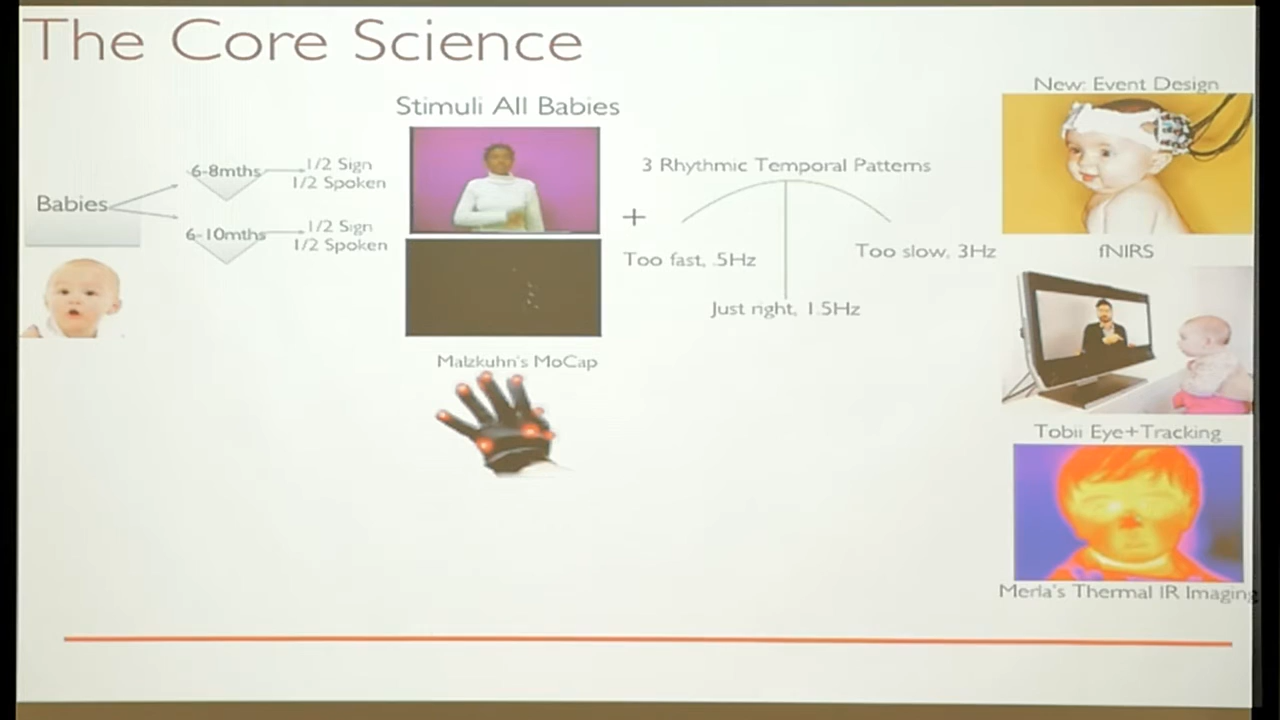 The Core Science
Babies
6-8mths
1/2 Sign
1/2 Spoken
6-10mths
1/2 Sign
1/2 Spoken
Stimuli All Babies
Malzkuhn's MoCap
+
3 Rhythmic Temporal Patterns
Too fast, .5Hz
Just right, 1.5Hz
Too slow, 3Hz
New: Event Design
fNIRS
Tobii Eye+Tracking
Merla's Thermal IR Imaging